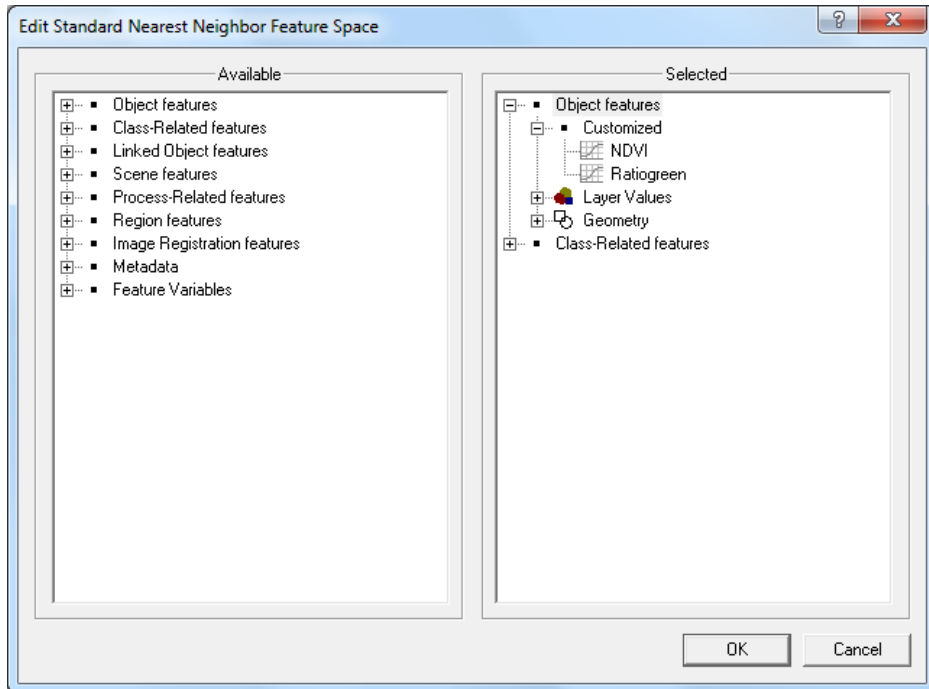 Edit Standard Nearest Neighbor Feature Space
Available
Object features
Class-Related features
Linked Object features
Scene features
Process-Related features
Region features
Image Registration features
Metadata
Feature Variables
Selected
Object features
Customized
NDVI
Ratiogreen
Layer Values
Geometry
Class-Related features
OK
Cancel